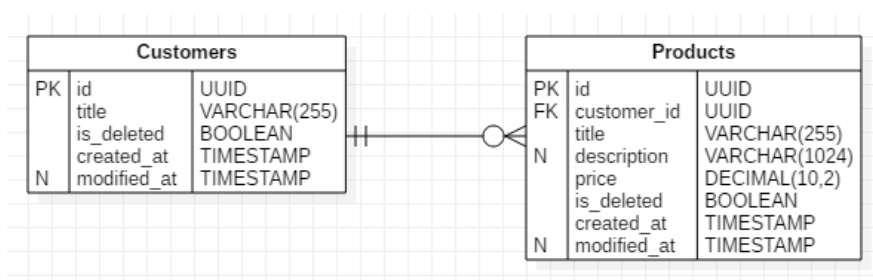 Customers
PK id UUID
title VARCHAR(255)
is_deleted BOOLEAN
created_at TIMESTAMP
N modified_at TIMESTAMP
Products
PK id UUID
FK customer_id UUID
title VARCHAR(255)
N description VARCHAR(1024)
price DECIMAL(10,2)
is_deleted BOOLEAN
created_at TIMESTAMP
N modified_at TIMESTAMP